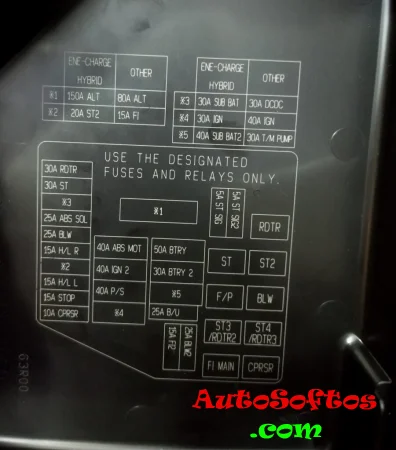 ENE-CHARGE HYBRID OTHER
※1 150A ALT 80A ALT
※2 20A ST2 15A FI
ENE-CHARGE HYBRID OTHER
※3 30A SUB BAT 30A DCDC
※4 30A IGN 40A IGN
※5 40A SUB BAT2 30A T/M PUMP
USE THE DESIGNATED
FUSES AND RELAYS ONLY.
30A RDTR
30A ST
※3
25A ABS SOL
25A BLW
15A H/L R
※2
15A H/L L
15A STOP
10A CPRSR
※1
40A ABS MOT
40A IGN 2
40A P/S
※4
50A BTRY
30A BTRY 2
※5
25A B/U
15A FI2
25A BLW2
5A ST SIG
5A ST SIG2
RDTR
ST
ST2
F/P
BLW
ST3
/RDTR2
ST4
/RDTR3
FI MAIN
CPRSR
G3R00
AutoSoftos
.com